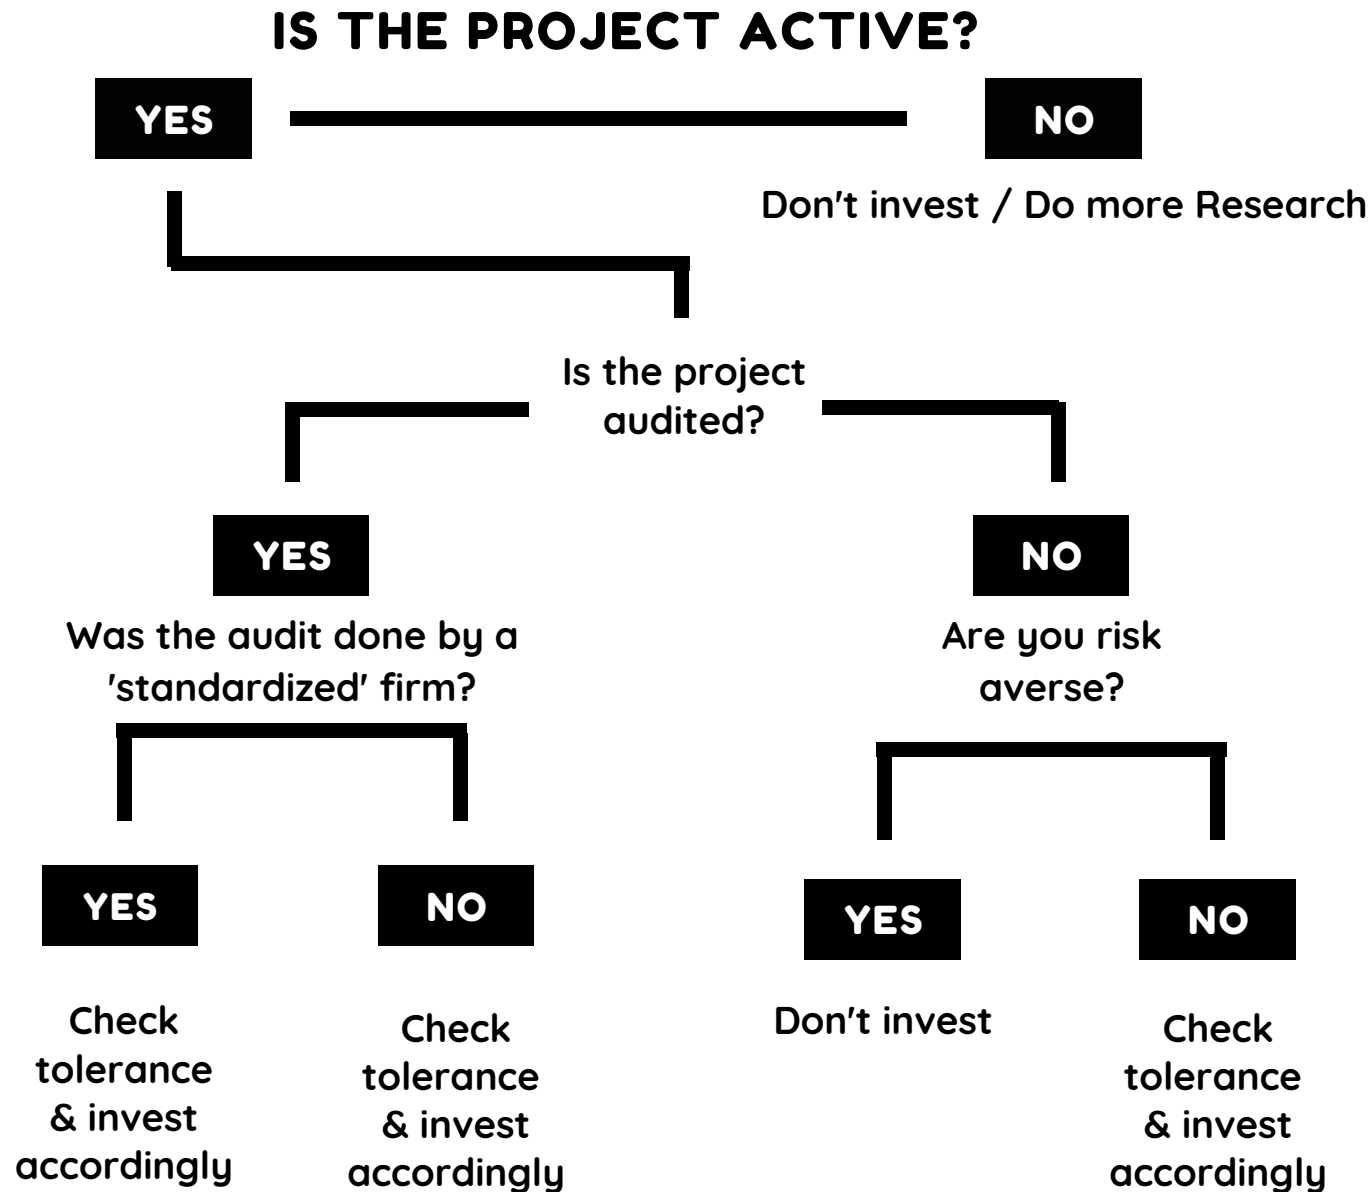 IS THE PROJECT ACTIVE?
YES
NO
Don't invest / Do more Research
Is the project
audited?
YES
NO
Was the audit done by a
'standardized' firm?
Are you risk
averse?
YES
NO
YES
NO
Check
tolerance
& invest
accordingly
Check
tolerance
& invest
accordingly
Don't invest
Check
tolerance
& invest
accordingly